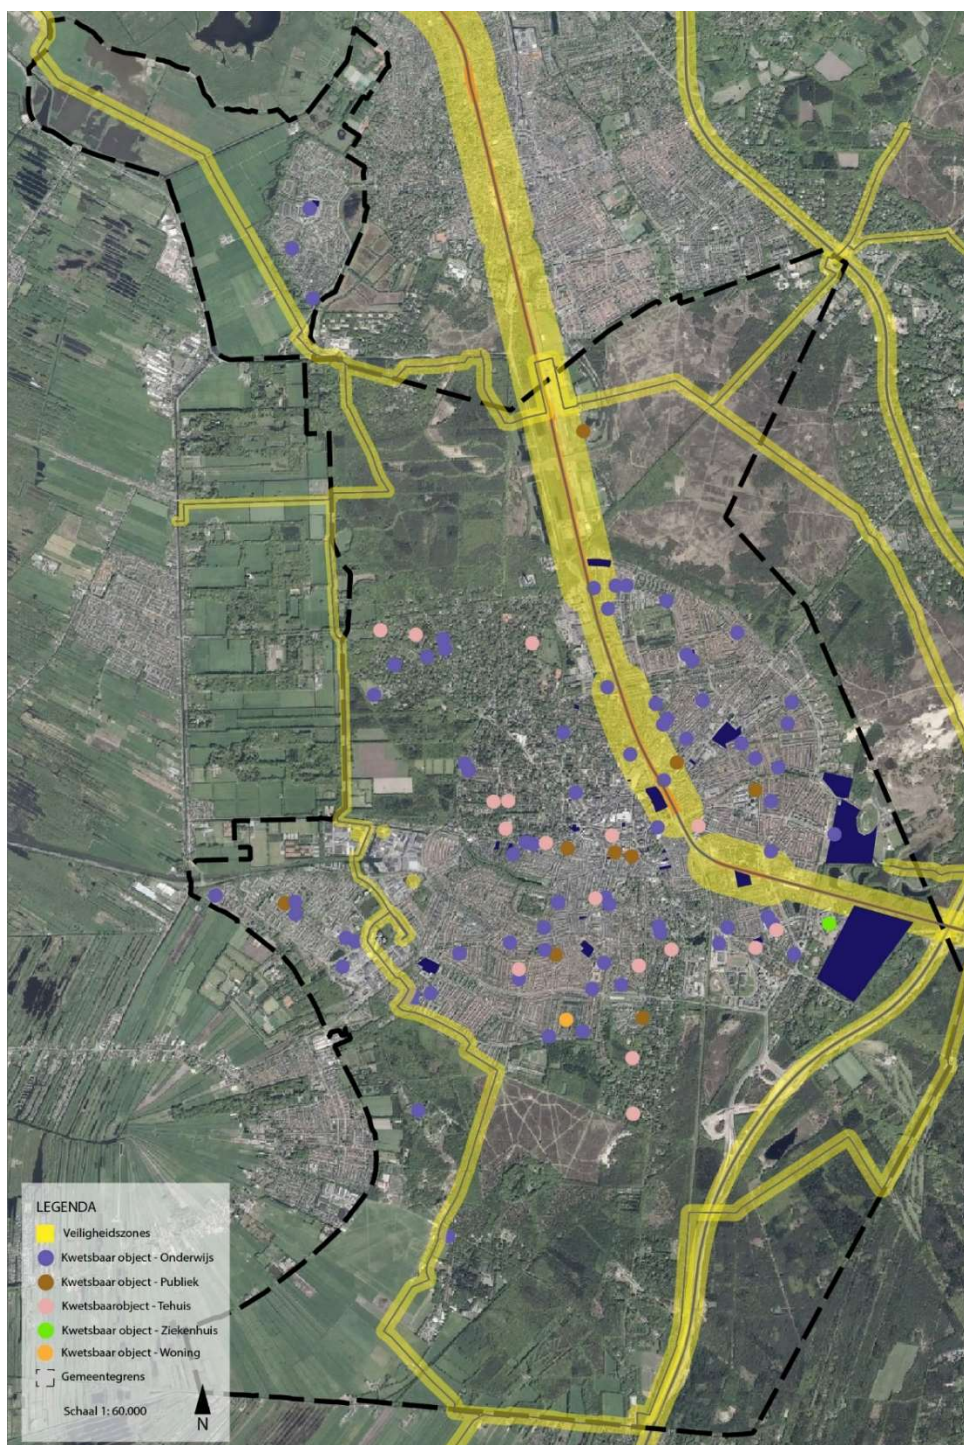 LEGENDA
Veiligheidszones
Kwetsbaar object - Onderwijs
Kwetsbaar object - Publiek
Kwetsbaarobject - Tehuis
Kwetsbaar object - Ziekenhuis
Kwetsbaar object - Woning
Gemeentegrens
Schaal 1: 60.000
N